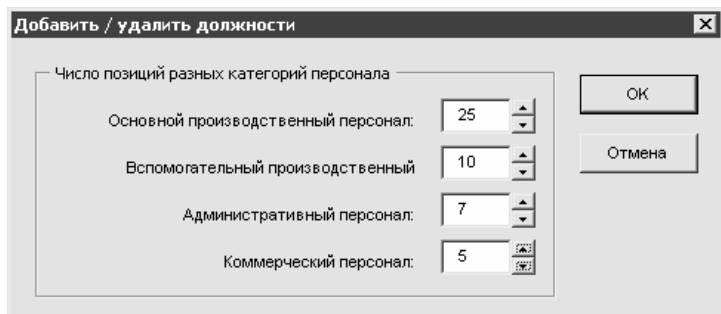 Добавить / удалить должности
Число позиций разных категорий персонала
Основной производственный персонал: 25
Вспомогательный производственный 10
Административный персонал: 7
Коммерческий персонал: 5
OK
Отмена